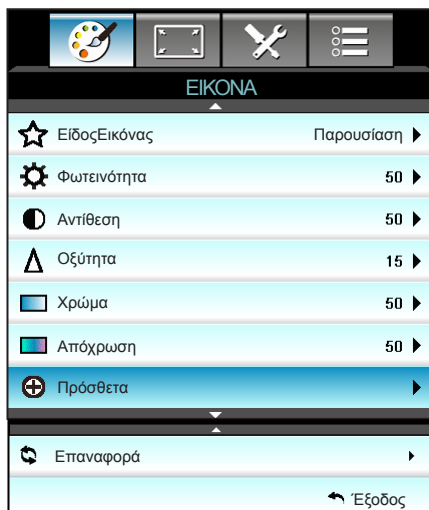 ΕΙΚΟΝΑ
ΕίδοςΕικόνας Παρουσίαση
Φωτεινότητα 50
Αντίθεση 50
Οξύτητα 15
Χρώμα 50
Απόχρωση 50
Πρόσθετα
Επαναφορά
Έξοδος